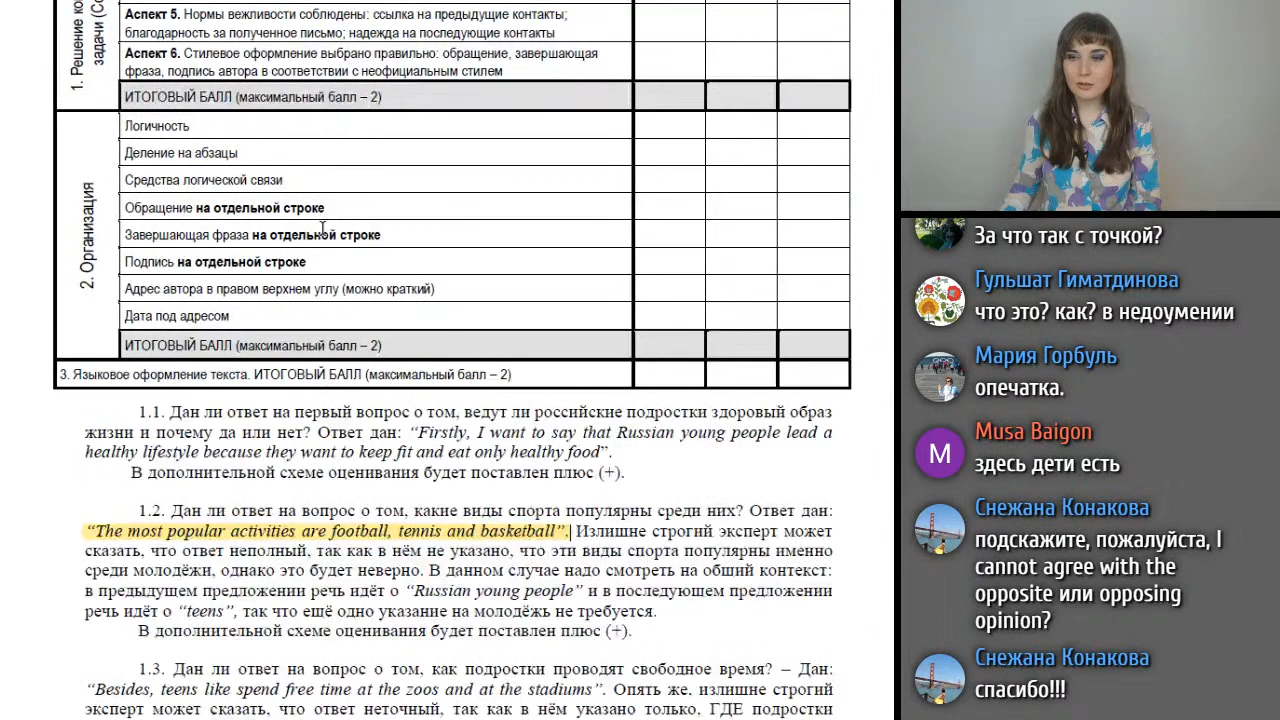 1. Решение ко
задачи (Со
Аспект 5. Нормы вежливости соблюдены: ссылка на предыдущие контакты;
благодарность за полученное письмо; надежда на последующие контакты
Аспект 6. Стилевое оформление выбрано правильно: обращение, завершающая
фраза, подпись автора в соответствии с неофициальным стилем
ИТОГОВЫЙ БАЛЛ (максимальный балл – 2)
2. Организация
Логичность
Деление на абзацы
Средства логической связи
Обращение на отдельной строке
Завершающая фраза на отдельной строке
Подпись на отдельной строке
Адрес автора в правом верхнем углу (можно краткий)
Дата под адресом
ИТОГОВЫЙ БАЛЛ (максимальный балл – 2)
3. Языковое оформление текста. ИТОГОВЫЙ БАЛЛ (максимальный балл – 2)
1.1. Дан ли ответ на первый вопрос о том, ведут ли российские подростки здоровый образ
жизни и почему да или нет? Ответ дан: “Firstly, I want to say that Russian young people lead a
healthy lifestyle because they want to keep fit and eat only healthy food”.
В дополнительной схеме оценивания будет поставлен плюс (+).
1.2. Дан ли ответ на вопрос о том, какие виды спорта популярны среди них? Ответ дан:
“The most popular activities are football, tennis and basketball”. Излишне строгий эксперт может
сказать, что ответ неполный, так как в нём не указано, что эти виды спорта популярны именно
среди молодёжи, однако это будет неверно. В данном случае надо смотреть на общий контекст:
в предыдущем предложении речь идёт о “Russian young people” и в последующем предложении
речь идёт о “teens”, так что ешё одно указание на молодёжь не требуется.
В дополнительной схеме оценивания будет поставлен плюс (+).
1.3. Дан ли ответ на вопрос о том, как подростки проводят свободное время? – Дан:
“Besides, teens like spend free time at the zoos and at the stadiums”. Опять же, излишне строгий
эксперт может сказать, что ответ неточный, так как в нём указано только, ГДЕ подростки
За что так с точкой?
Гульшат Гиматдинова
что это? как? в недоумении
Мария Горбуль
опечатка.
M
Musa Baigon
здесь дети есть
Снежана Конакова
подскажите, пожалуйста, I
cannot agree with the
opposite или opposing
opinion?
Снежана Конакова
спасибо!!!